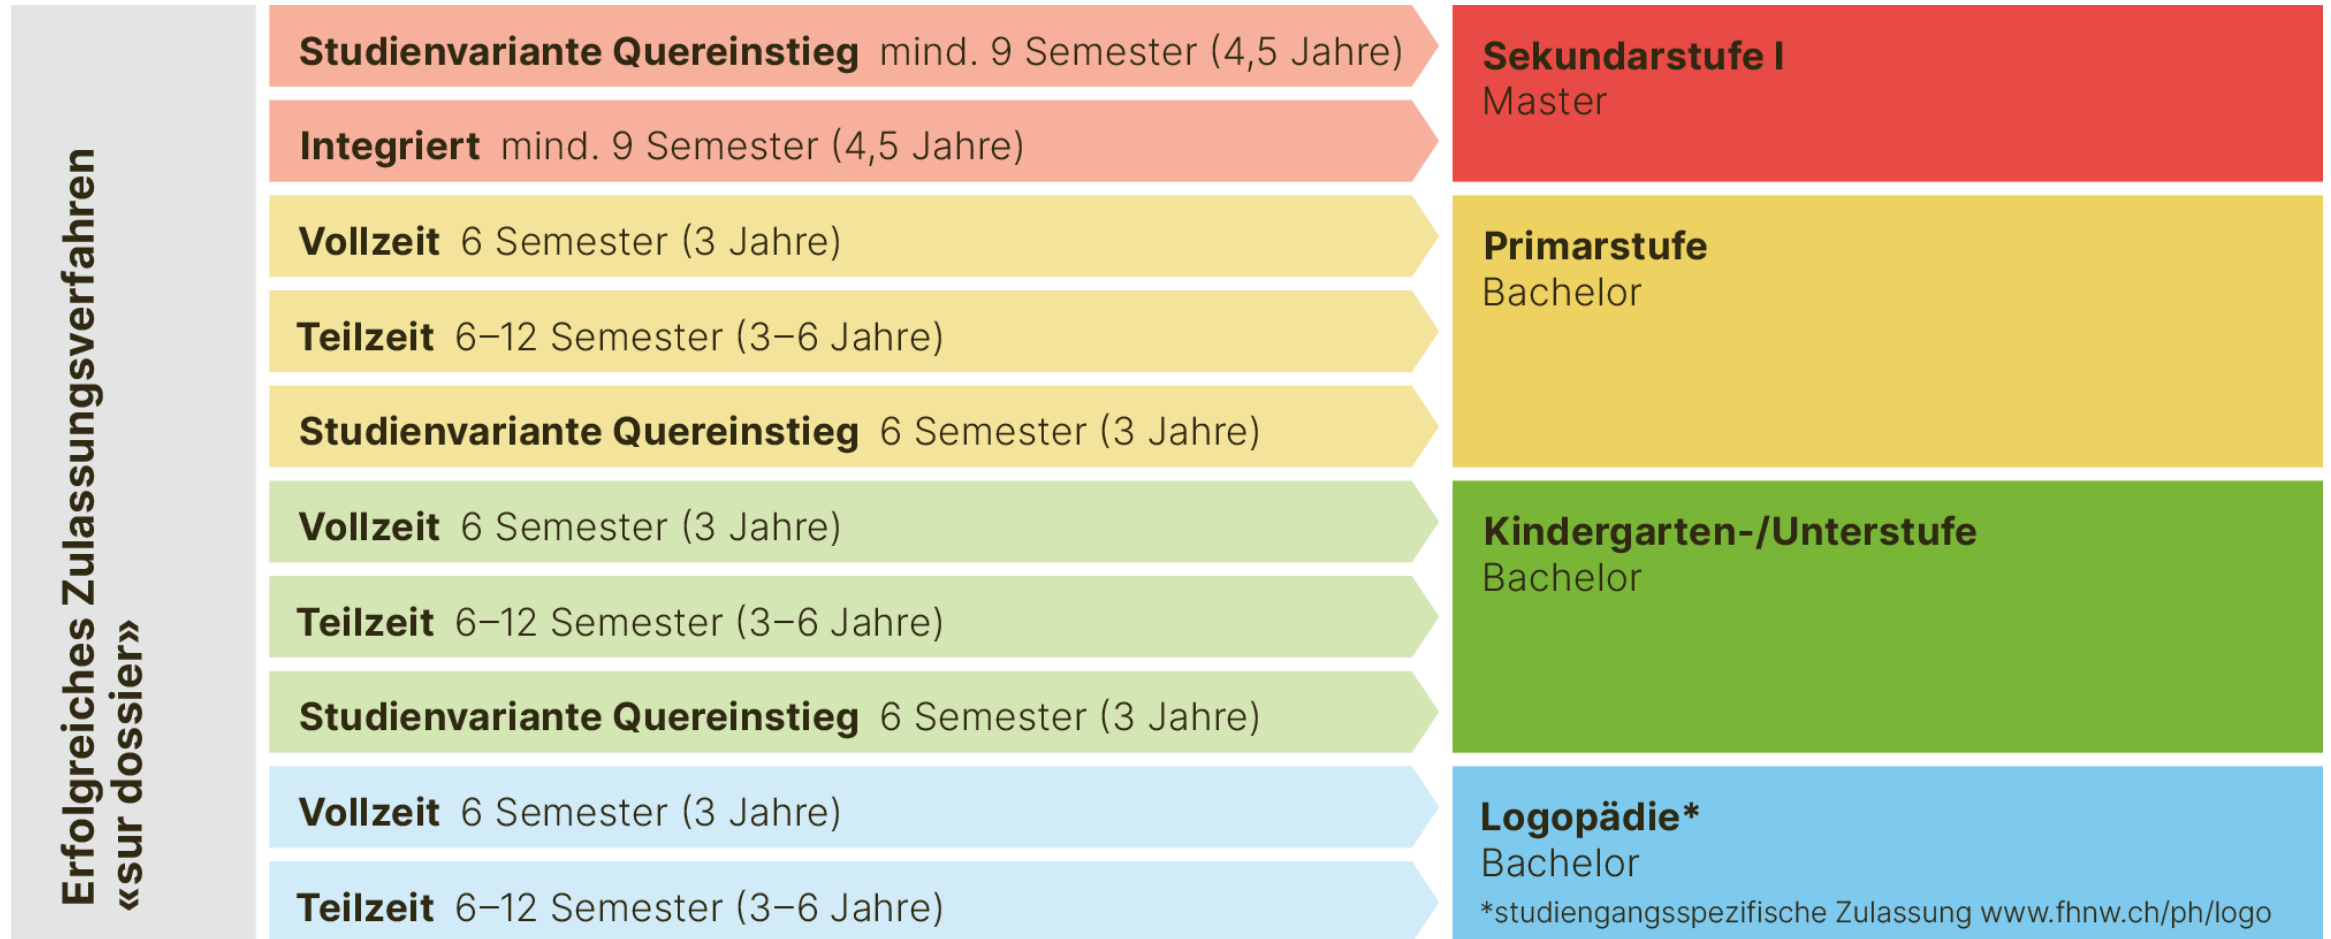 Erfolgreiches Zulassungsverfahren
«sur dossier»
Studienvariante Quereinstieg mind. 9 Semester (4,5 Jahre)
Integriert mind. 9 Semester (4,5 Jahre)
Sekundarstufe I
Master
Vollzeit 6 Semester (3 Jahre)
Teilzeit 6–12 Semester (3–6 Jahre)
Studienvariante Quereinstieg 6 Semester (3 Jahre)
Primarstufe
Bachelor
Vollzeit 6 Semester (3 Jahre)
Teilzeit 6–12 Semester (3–6 Jahre)
Studienvariante Quereinstieg 6 Semester (3 Jahre)
Kindergarten-/Unterstufe
Bachelor
Vollzeit 6 Semester (3 Jahre)
Teilzeit 6–12 Semester (3–6 Jahre)
Logopädie*
Bachelor
*studiengangsspezifische Zulassung www.fhnw.ch/ph/logo